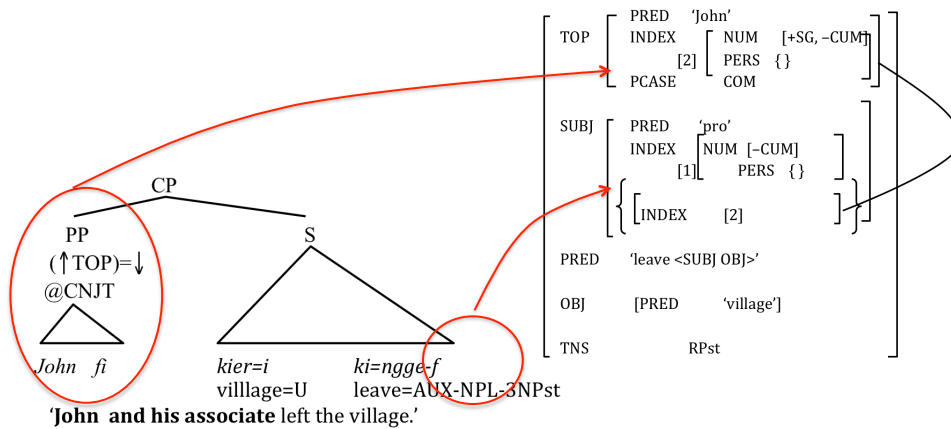 CP
PP S
(↑TOP)=↓
@CNJT
John fi kier=i ki=ngge-f
villlage=U leave=AUX-NPL-3NPst
‘John and his associate left the village.’
PRED ‘John’
TOP INDEX NUM [+SG, –CUM]
[2] PERS { }
PCASE COM
SUBJ PRED ‘pro’
INDEX NUM [–CUM]
[1] PERS { }
INDEX [2]
PRED ‘leave <SUBJ OBJ>’
OBJ [PRED ‘village’]
TNS RPst